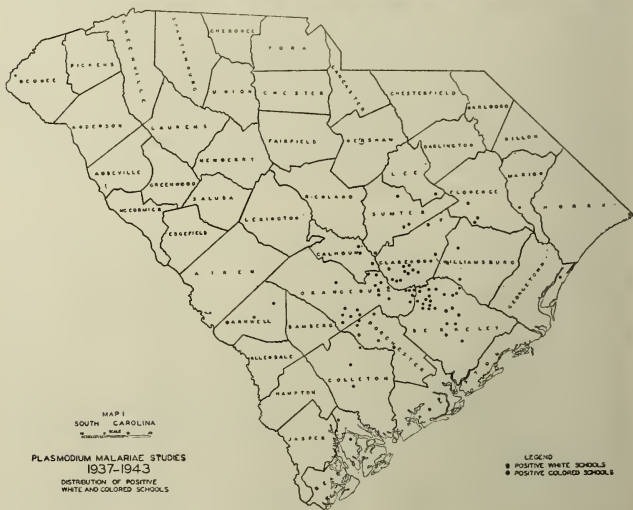 CHEROKEE
YORK
SPARTANBURG
GREENVILLE
OCONEE
PICKENS
UNION
CHESTER
LANCASTER
CHESTERFIELD
MARLBORO
ANDERSON
LAURENS
FAIRFIELD
KERSHAW
DARLINGTON
DILLON
NEWBERRY
LEE
MARION
ABBEVILLE
GREENWOOD
FLORENCE
HORRY
SALUDA
RICHLAND
SUMTER
MCCORMICK
LEXINGTON
EDGEFIELD
CALHOUN
CLARENDON
WILLIAMSBURG
AIKEN
ORANGEBURG
GEORGETOWN
BARNWELL
BAMBERG
DORCHESTER
BERKELEY
ALLENDALE
COLLETON
HAMPTON
JASPER
MAP I
SOUTH CAROLINA
SCALE
PLASMODIUM MALARIAE STUDIES
1937-1943
DISTRIBUTION OF POSITIVE
WHITE AND COLORED SCHOOLS
LEGEND
POSITIVE WHITE SCHOOLS
POSITIVE COLORED SCHOOLS